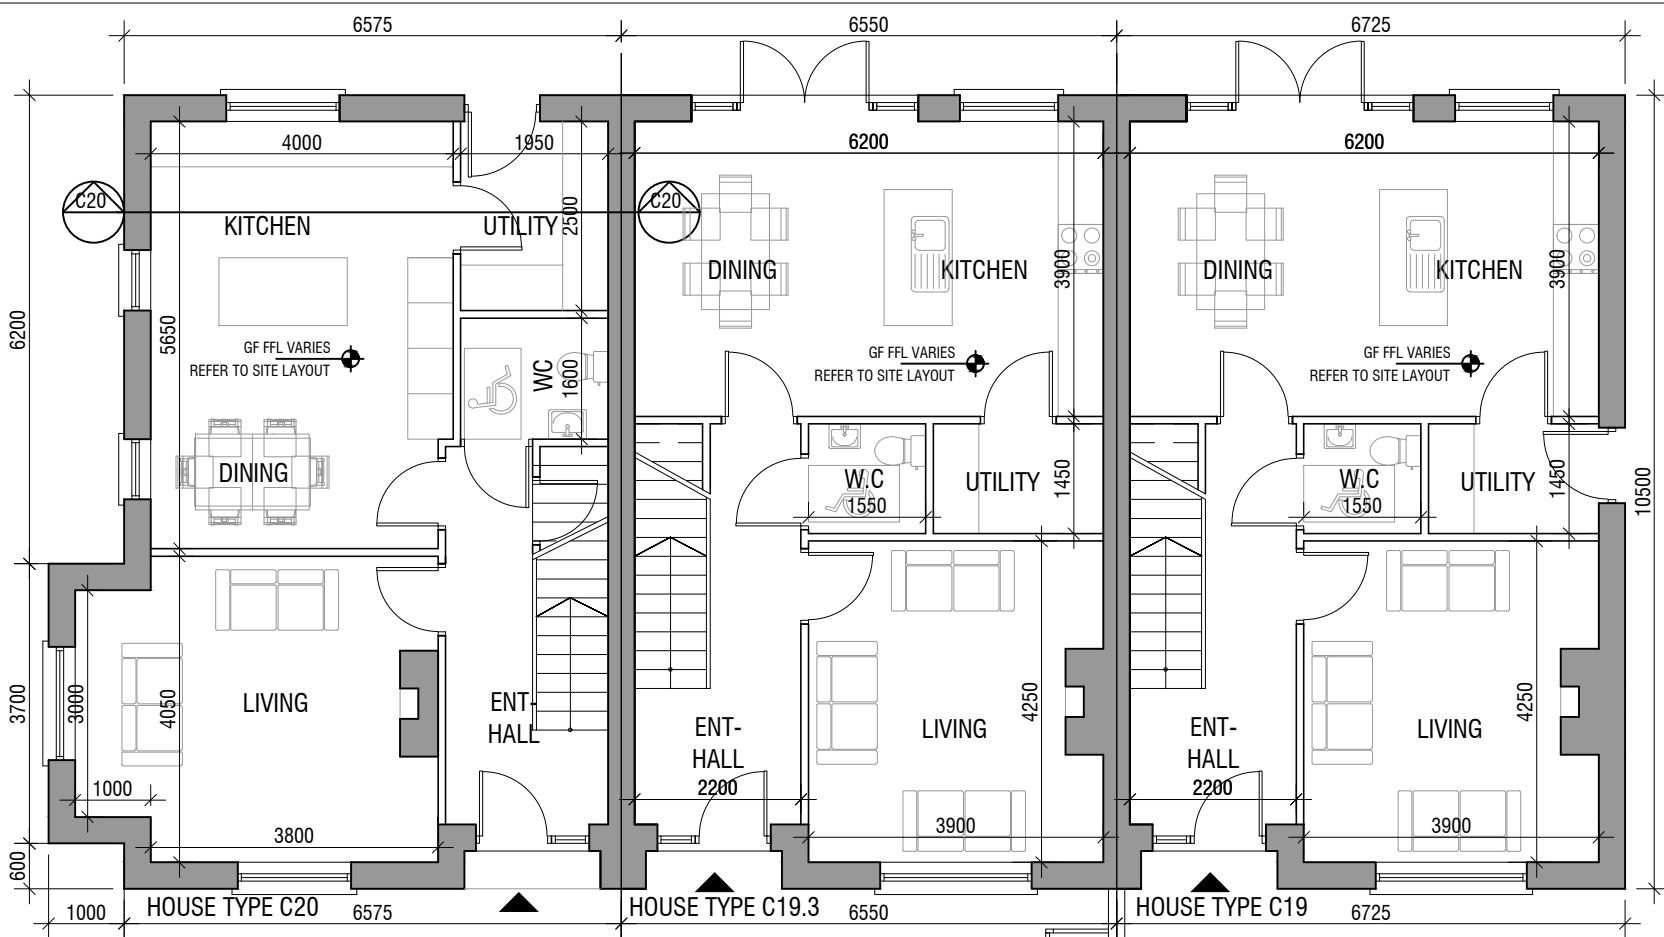 6575
6550
6725
4000
1950
6200
6200
C20
C20
KITCHEN
UTILITY
2500
DINING
KITCHEN
3900
DINING
KITCHEN
3900
6200
5650
GF FFL VARIES
REFER TO SITE LAYOUT
WC
1600
GF FFL VARIES
REFER TO SITE LAYOUT
GF FFL VARIES
REFER TO SITE LAYOUT
DINING
W.C
1550
UTILITY
1450
W.C
1550
UTILITY
1450
10500
3700
3000
4050
LIVING
1000
3800
ENT-
HALL
ENT-
HALL
2200
LIVING
4250
3900
ENT-
HALL
2200
LIVING
4250
3900
600
1000
HOUSE TYPE C20
6575
HOUSE TYPE C19.3
6550
HOUSE TYPE C19
6725